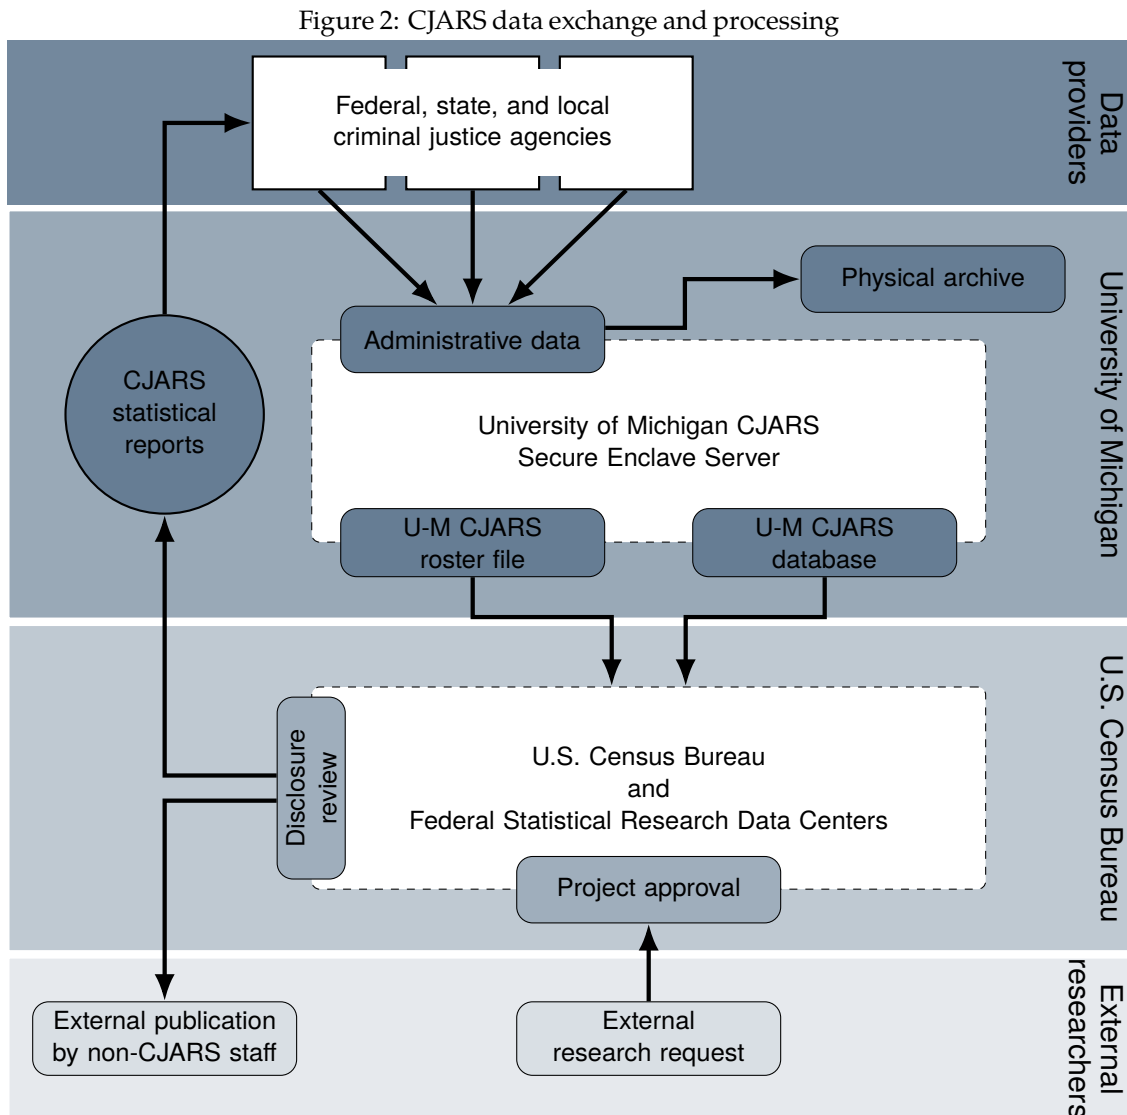 Figure 2: CJARS data exchange and processing
Data
providers
Federal, state, and local
criminal justice agencies
University of Michigan
Physical archive
Administrative data
CJARS
statistical
reports
University of Michigan CJARS
Secure Enclave Server
U-M CJARS
roster file
U-M CJARS
database
U.S. Census Bureau
Disclosure
review
U.S. Census Bureau
and
Federal Statistical Research Data Centers
Project approval
External
researchers
External publication
by non-CJARS staff
External
research request